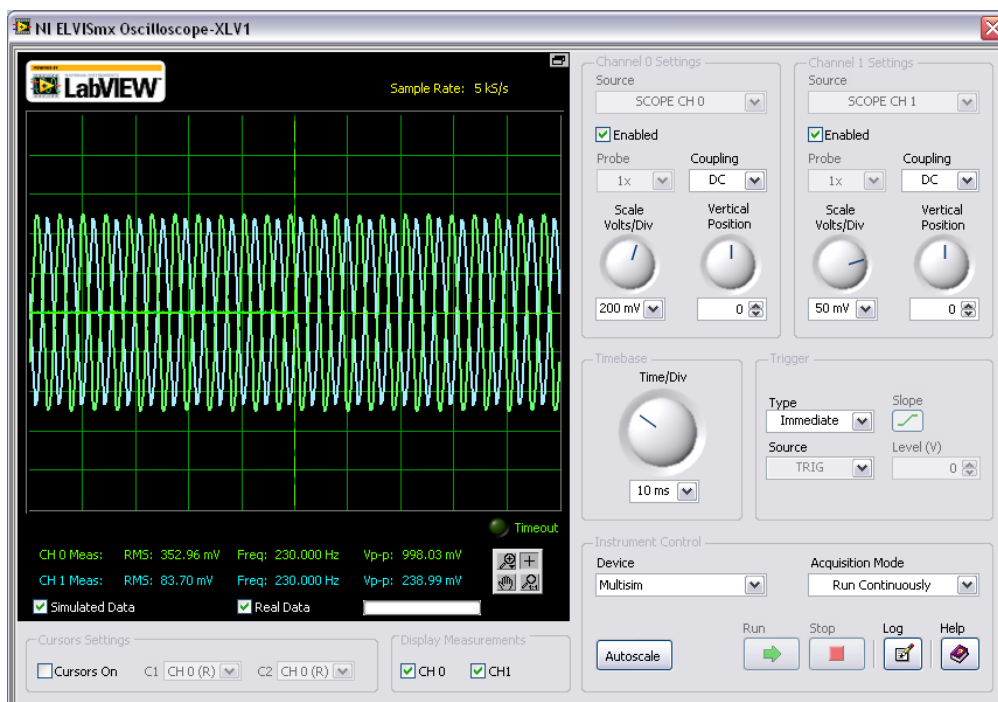 NI ELVISmx Oscilloscope-XLV1
LabVIEW
Sample Rate: 5 kS/s
Timeout
CH 0 Meas: RMS: 352.96 mV Freq: 230.000 Hz Vp-p: 998.03 mV
CH 1 Meas: RMS: 83.70 mV Freq: 230.000 Hz Vp-p: 238.99 mV
Simulated Data Real Data
Cursors Settings
Cursors On C1 CH 0 (R) C2 CH 0 (R)
Display Measurements
CH 0 CH1
Channel 0 Settings
Source
SCOPE CH 0
Enabled
Probe Coupling
1x DC
Scale Vertical
Volts/Div Position
200 mV 0
Channel 1 Settings
Source
SCOPE CH 1
Enabled
Probe Coupling
1x DC
Scale Vertical
Volts/Div Position
50 mV 0
Timebase
Time/Div
10 ms
Trigger
Type Slope
Immediate
Source Level (V)
TRIG 0
Instrument Control
Device Acquisition Mode
Multisim Run Continuously
Run Stop Log Help
Autoscale